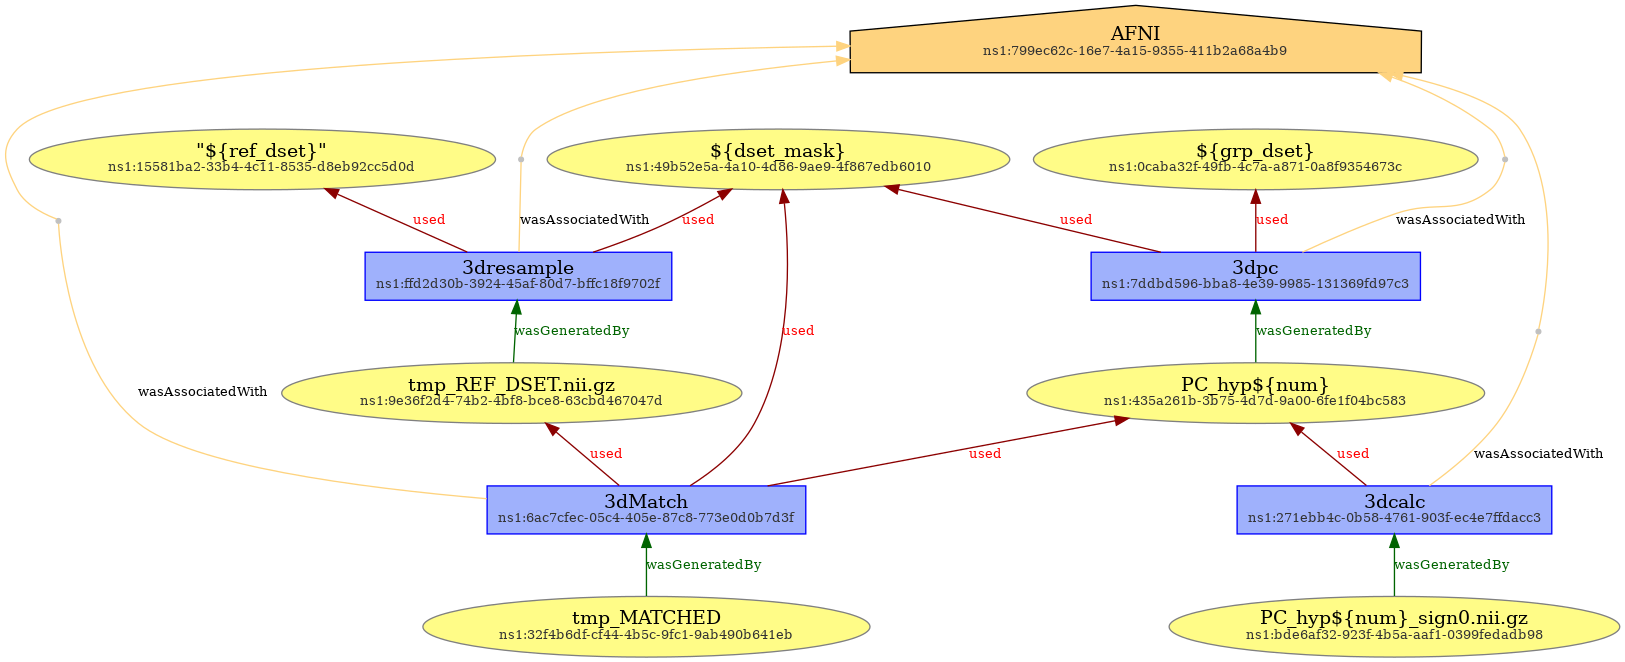 AFNI
ns1:799ec62c-16e7-4a15-9355-411b2a68a4b9
"${ref_dset}"
ns1:15581ba2-33b4-4c11-8535-d8eb92cc5d0d
${dset_mask}
ns1:49b52e5a-4a10-4d86-9ae9-4f867edb6010
${grp_dset}
ns1:0caba32f-49fb-4c7a-a871-0a8f9354673c
used
wasAssociatedWith
used
used
used
wasAssociatedWith
3dresample
ns1:ffd2d30b-3924-45af-80d7-bffc18f9702f
3dpc
ns1:7ddbd596-bba8-4e39-9985-131369fd97c3
wasGeneratedBy
used
wasGeneratedBy
wasAssociatedWith
tmp_REF_DSET.nii.gz
ns1:9e36f2d4-74b2-4bf8-bce8-63cbd467047d
PC_hyp${num}
ns1:435a261b-3b75-4d7d-9a00-6fe1f04bc583
used
used
used
wasAssociatedWith
3dMatch
ns1:6ac7cfec-05c4-405e-87c8-773e0d0b7d3f
3dcalc
ns1:271ebb4c-0b58-4761-903f-ec4e7ffdacc3
wasGeneratedBy
wasGeneratedBy
tmp_MATCHED
ns1:32f4b6df-cf44-4b5c-9fc1-9ab490b641eb
PC_hyp${num}_sign0.nii.gz
ns1:bde6af32-923f-4b5a-aaf1-0399fedadb98